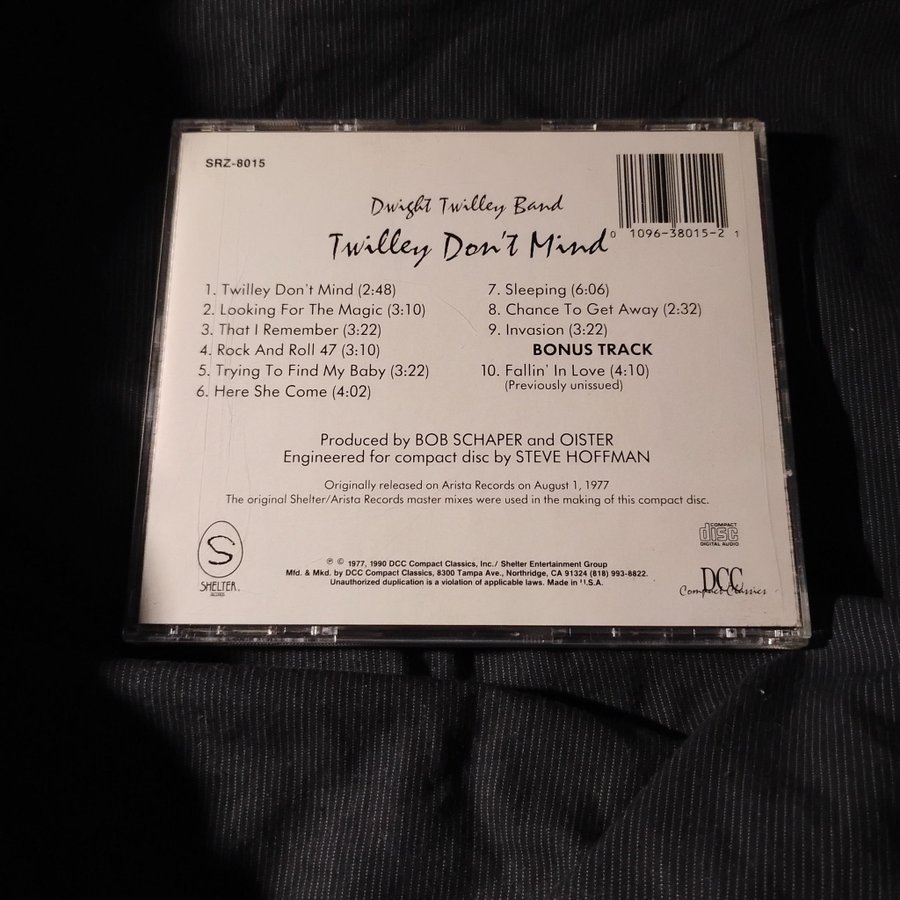 SRZ-8015
Dwight Twilley Band
Twilley Don't Mind
0 1096-38015-2 1
1. Twilley Don't Mind (2:48)
2. Looking For The Magic (3:10)
3. That I Remember (3:22)
4. Rock And Roll 47 (3:10)
5. Trying To Find My Baby (3:22)
6. Here She Come (4:02)
7. Sleeping (6:06)
8. Chance To Get Away (2:32)
9. Invasion (3:22)
BONUS TRACK
10. Fallin' In Love (4:10)
(Previously unissued)
Produced by BOB SCHAPER and OISTER
Engineered for compact disc by STEVE HOFFMAN
Originally released on Arista Records on August 1, 1977
The original Shelter/Arista Records master mixes were used in the making of this compact disc.
S
SHELTER
RECORDS
℗ © 1977, 1990 DCC Compact Classics, Inc./ Shelter Entertainment Group
Mfd. & Mkd. by DCC Compact Classics, 8300 Tampa Ave., Northridge, CA 91324 (818) 993-8822.
Unauthorized duplication is a violation of applicable laws. Made in U.S.A.
COMPACT
disc
DIGITAL AUDIO
DCC
Compact Classics